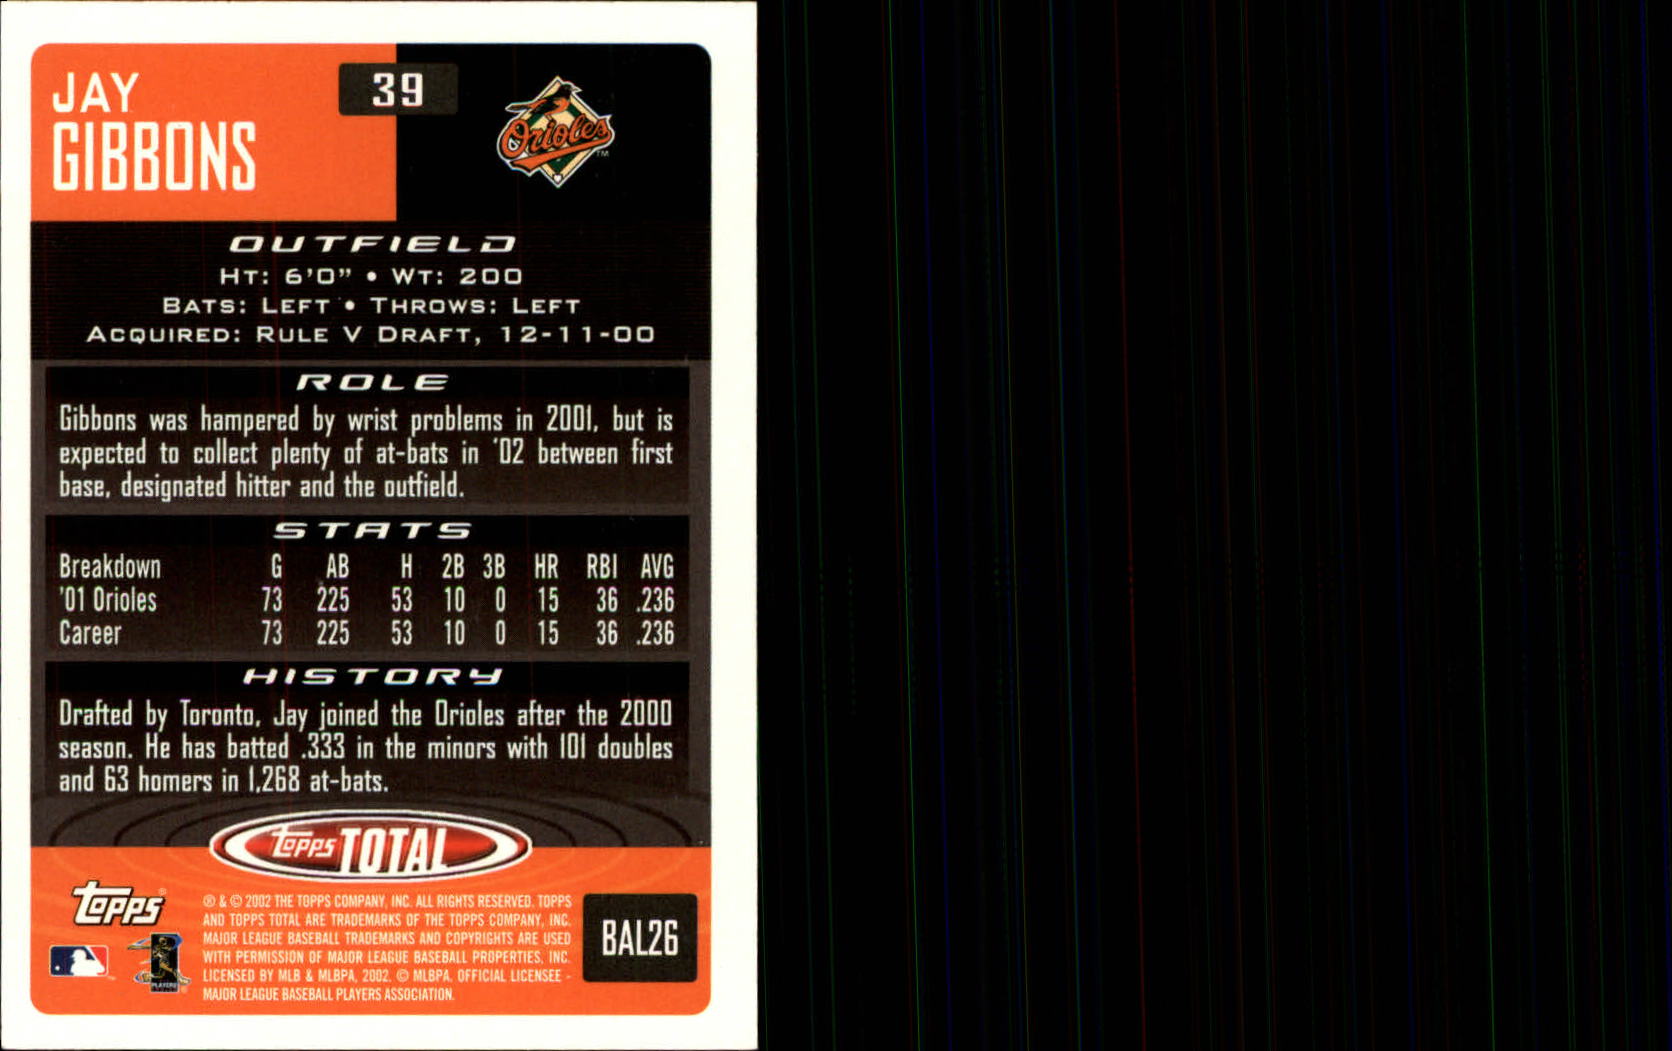 JAY
GIBBONS
39
Orioles
TM
OUTFIELD
HT: 6'0" • WT: 200
BATS: LEFT • THROWS: LEFT
ACQUIRED: RULE V DRAFT, 12-11-00
ROLE
Gibbons was hampered by wrist problems in 2001, but is
expected to collect plenty of at-bats in '02 between first
base, designated hitter and the outfield.
STATS
Breakdown G AB H 2B 3B HR RBI AVG
'01 Orioles 73 225 53 10 0 15 36 .236
Career 73 225 53 10 0 15 36 .236
HISTORY
Drafted by Toronto, Jay joined the Orioles after the 2000
season. He has batted .333 in the minors with 101 doubles
and 63 homers in 1,268 at-bats.
Topps TOTAL
Topps®
® & © 2002 THE TOPPS COMPANY, INC. ALL RIGHTS RESERVED. TOPPS
AND TOPPS TOTAL ARE TRADEMARKS OF THE TOPPS COMPANY, INC.
MAJOR LEAGUE BASEBALL TRADEMARKS AND COPYRIGHTS ARE USED
WITH PERMISSION OF MAJOR LEAGUE BASEBALL PROPERTIES, INC.
LICENSED BY MLB & MLBPA, 2002. © MLBPA. OFFICIAL LICENSEE -
MAJOR LEAGUE BASEBALL PLAYERS ASSOCIATION.
PLAYERS
BAL26